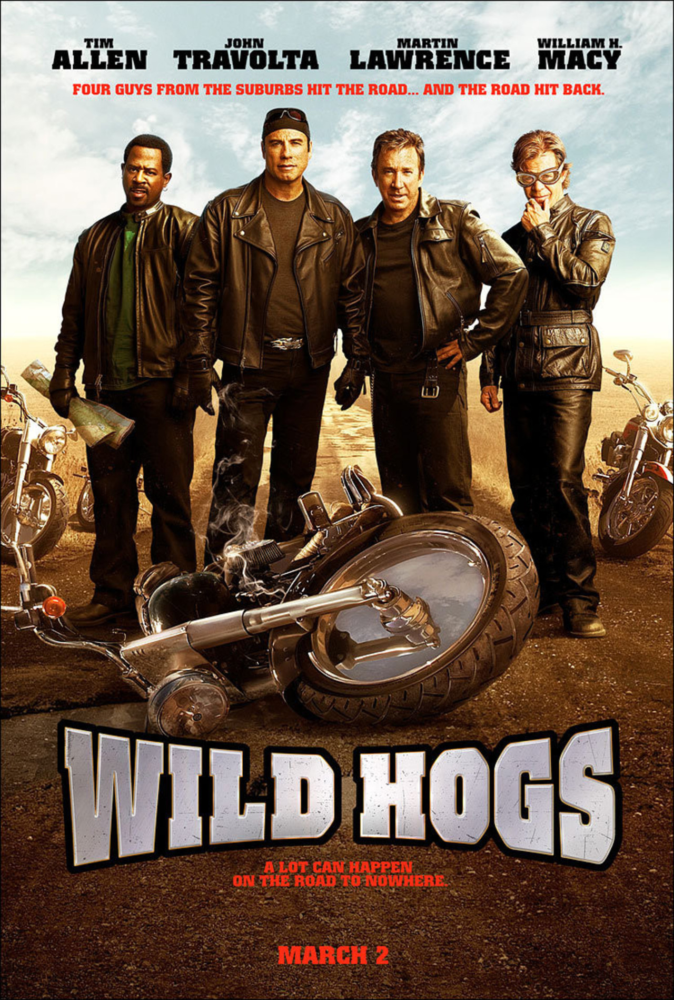 TIM ALLEN JOHN TRAVOLTA MARTIN LAWRENCE WILLIAM H. MACY
FOUR GUYS FROM THE SUBURBS HIT THE ROAD... AND THE ROAD HIT BACK.
WILD HOGS
A LOT CAN HAPPEN
ON THE ROAD TO NOWHERE.
MARCH 2